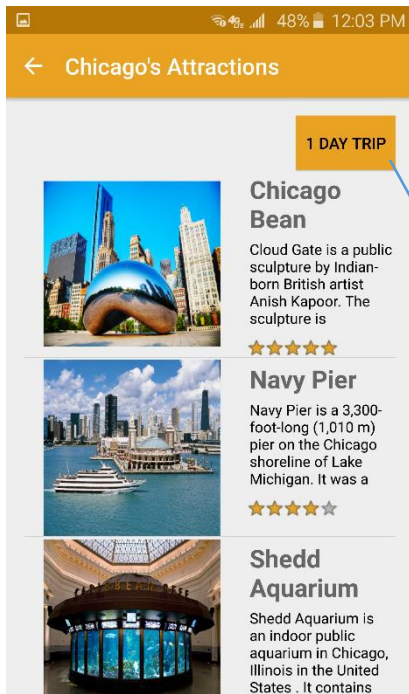 4G LTE 48% 12:03 PM
Chicago's Attractions
1 DAY TRIP
Chicago
Bean
Cloud Gate is a public
sculpture by Indian-
born British artist
Anish Kapoor. The
sculpture is
Navy Pier
Navy Pier is a 3,300-
foot-long (1,010 m)
pier on the Chicago
shoreline of Lake
Michigan. It was a
Shedd
Aquarium
Shedd Aquarium is
an indoor public
aquarium in Chicago,
Illinois in the United
States . It contains